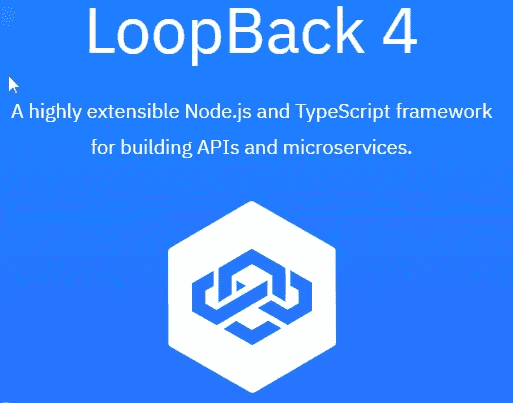 LoopBack 4
A highly extensible Node.js and TypeScript framework
for building APIs and microservices.